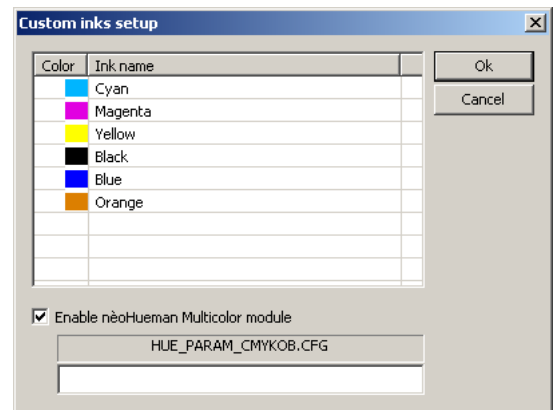 Custom inks setup
Color Ink name
Ok
Cyan
Cancel
Magenta
Yellow
Black
Blue
Orange
Enable nèoHueman Multicolor module
HUE_PARAM_CMYKOB.CFG